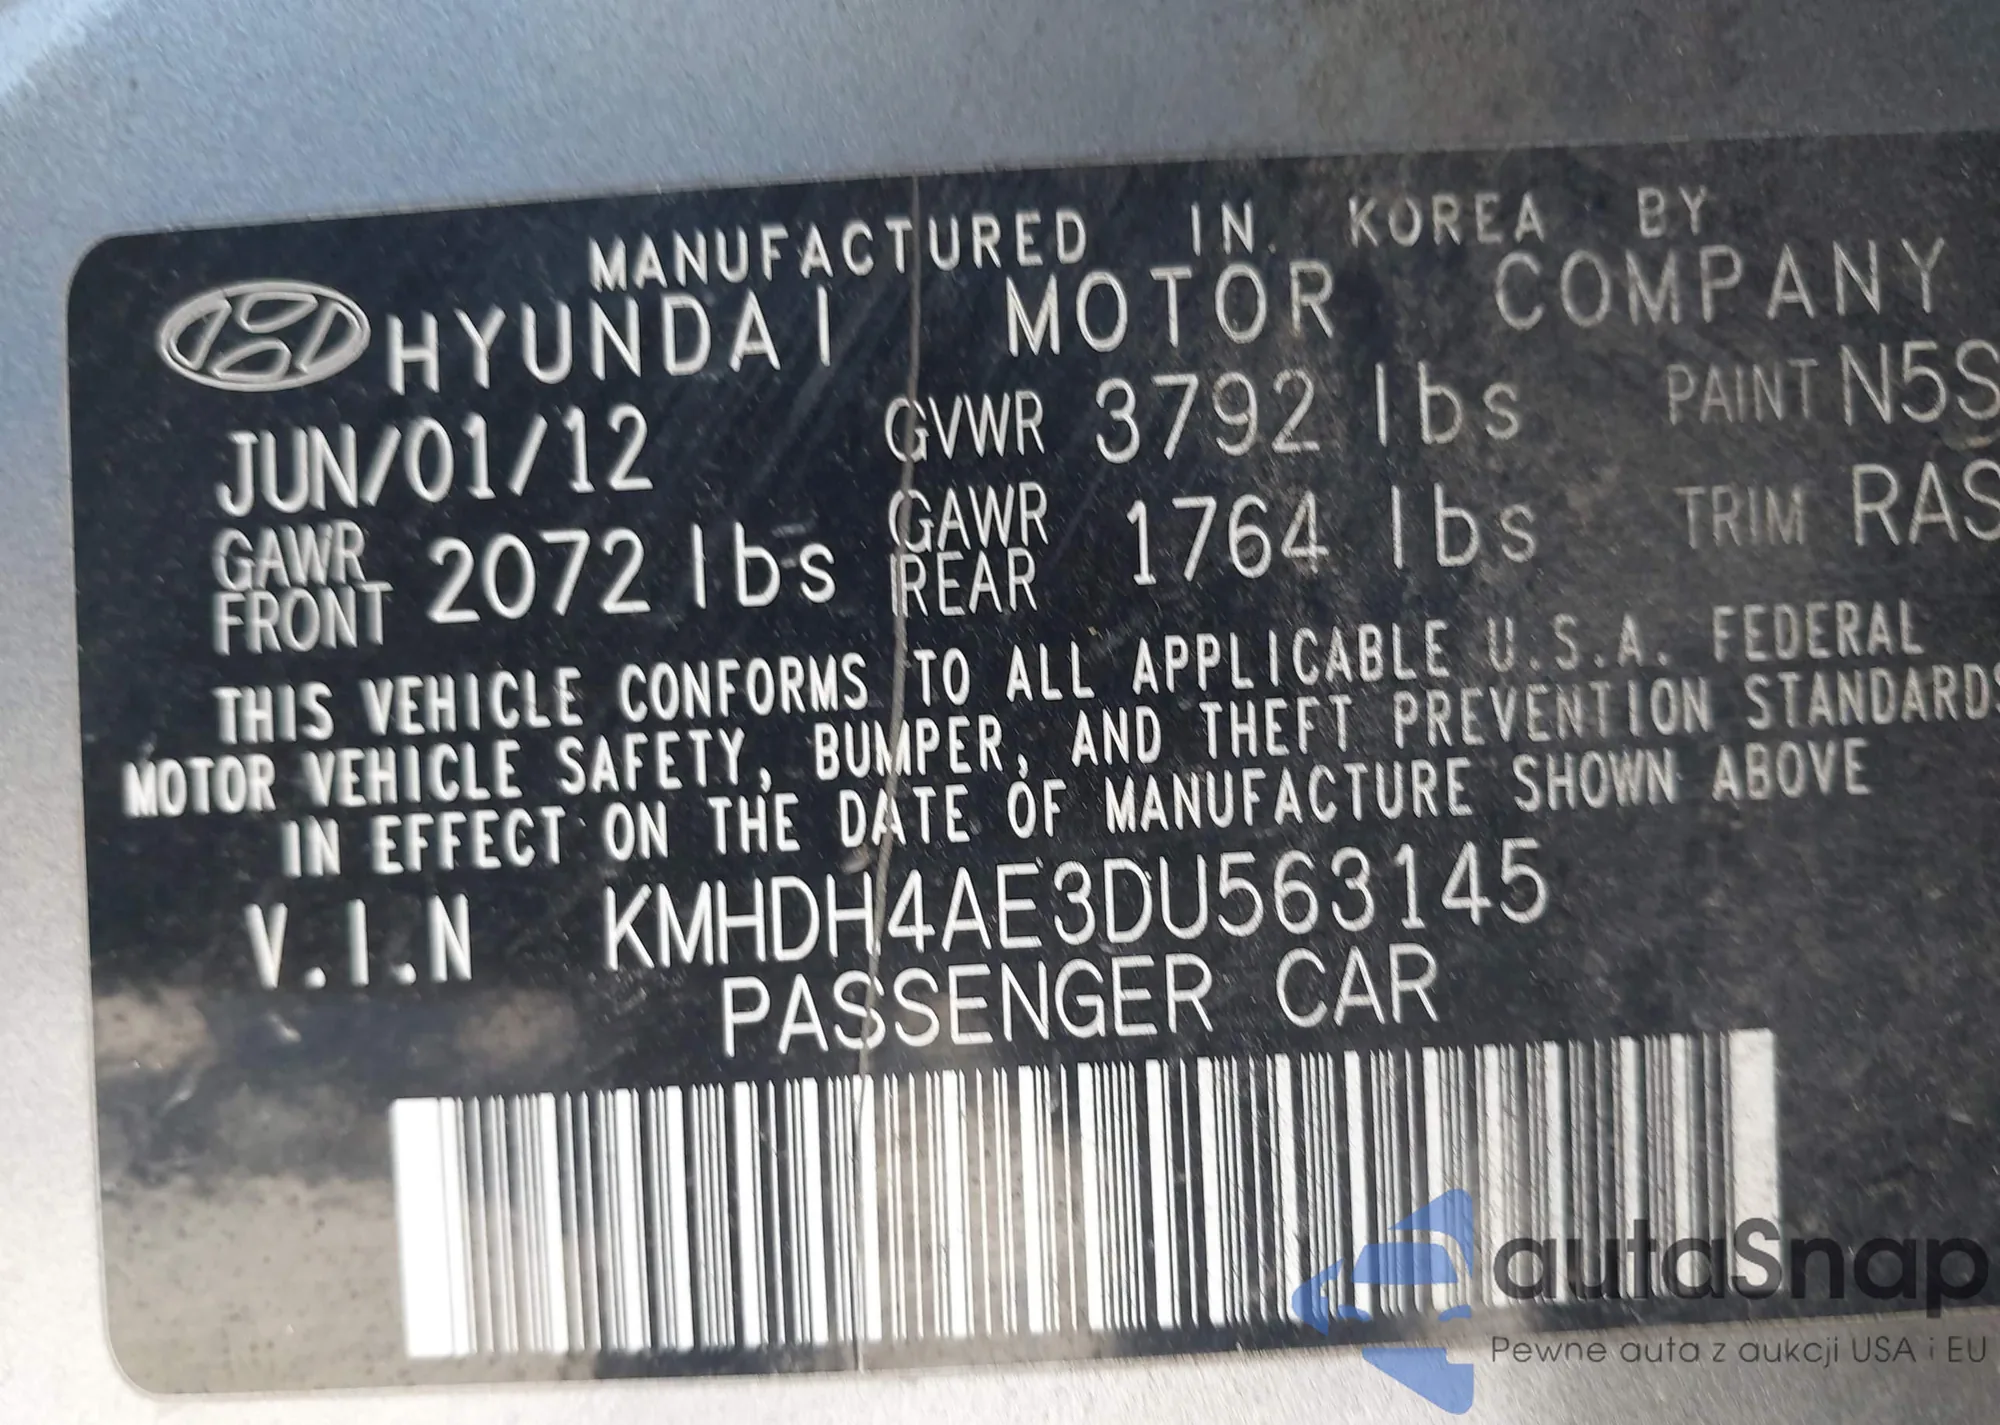 MANUFACTURED IN KOREA BY
HYUNDAI MOTOR COMPANY
JUN/01/12 GVWR 3792 lbs PAINT N5S
GAWR FRONT 2072 lbs GAWR REAR 1764 lbs TRIM RAS
THIS VEHICLE CONFORMS TO ALL APPLICABLE U.S.A. FEDERAL
MOTOR VEHICLE SAFETY, BUMPER, AND THEFT PREVENTION STANDARDS
IN EFFECT ON THE DATE OF MANUFACTURE SHOWN ABOVE
V.I.N KMHDH4AE3DU563145
PASSENGER CAR
autaSnap
Pewne auta z aukcji USA i EU